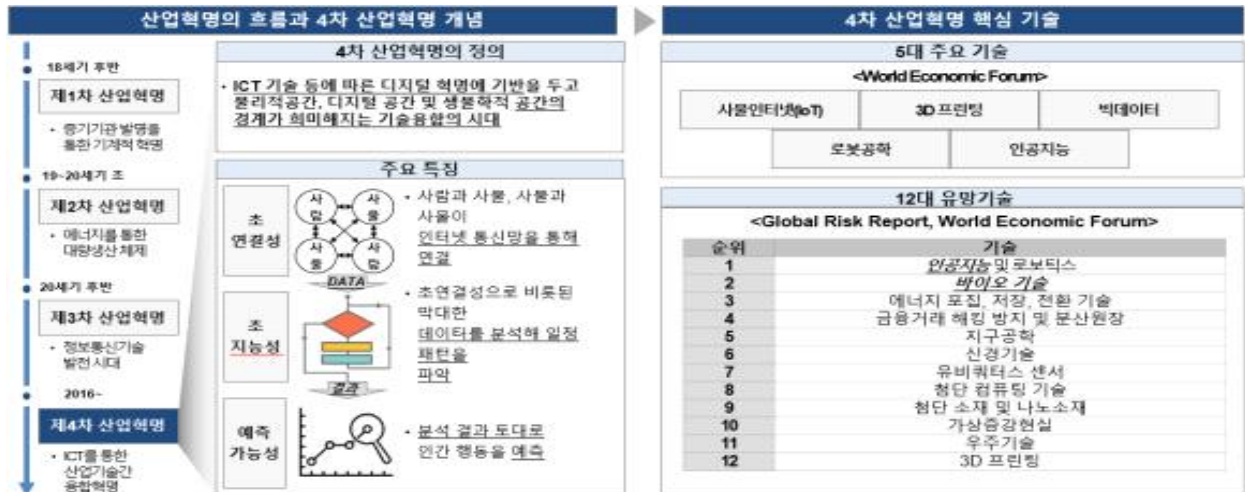 산업혁명의 흐름과 4차 산업혁명 개념
18세기 후반
제1차 산업혁명
• 증기기관 발명을
통한 기계적 혁명
19~20세기 초
제2차 산업혁명
• 에너지를 통한
대량생산 체제
20세기 후반
제3차 산업혁명
• 정보통신기술
발전 시대
2016~
제4차 산업혁명
• ICT를 통한
산업기술간
융합혁명
4차 산업혁명의 정의
• ICT 기술 등에 따른 디지털 혁명에 기반을 두고
물리적공간, 디지털 공간 및 생물학적 공간의
경계가 희미해지는 기술융합의 시대
주요 특징
초
연결성
사람
사물
사물
사람
• 사람과 사물, 사물과
사물이
인터넷 통신망을 통해
연결
DATA
초
지능성
• 초연결성으로 비롯된
막대한
데이터를 분석해 일정
패턴을
파악
결과
예측
가능성
• 분석 결과 토대로
인간 행동을 예측
4차 산업혁명 핵심 기술
5대 주요 기술
<World Economic Forum>
사물인터넷(IoT)
3D 프린팅
빅데이터
로봇공학
인공지능
12대 유망기술
<Global Risk Report, World Economic Forum>
순위 기술
1 인공지능 및 로보틱스
2 바이오 기술
3 에너지 포집, 저장, 전환 기술
4 금융거래 해킹 방지 및 분산원장
5 지구공학
6 신경기술
7 유비쿼터스 센서
8 첨단 컴퓨팅 기술
9 첨단 소재 및 나노소재
10 가상증강현실
11 우주기술
12 3D 프린팅